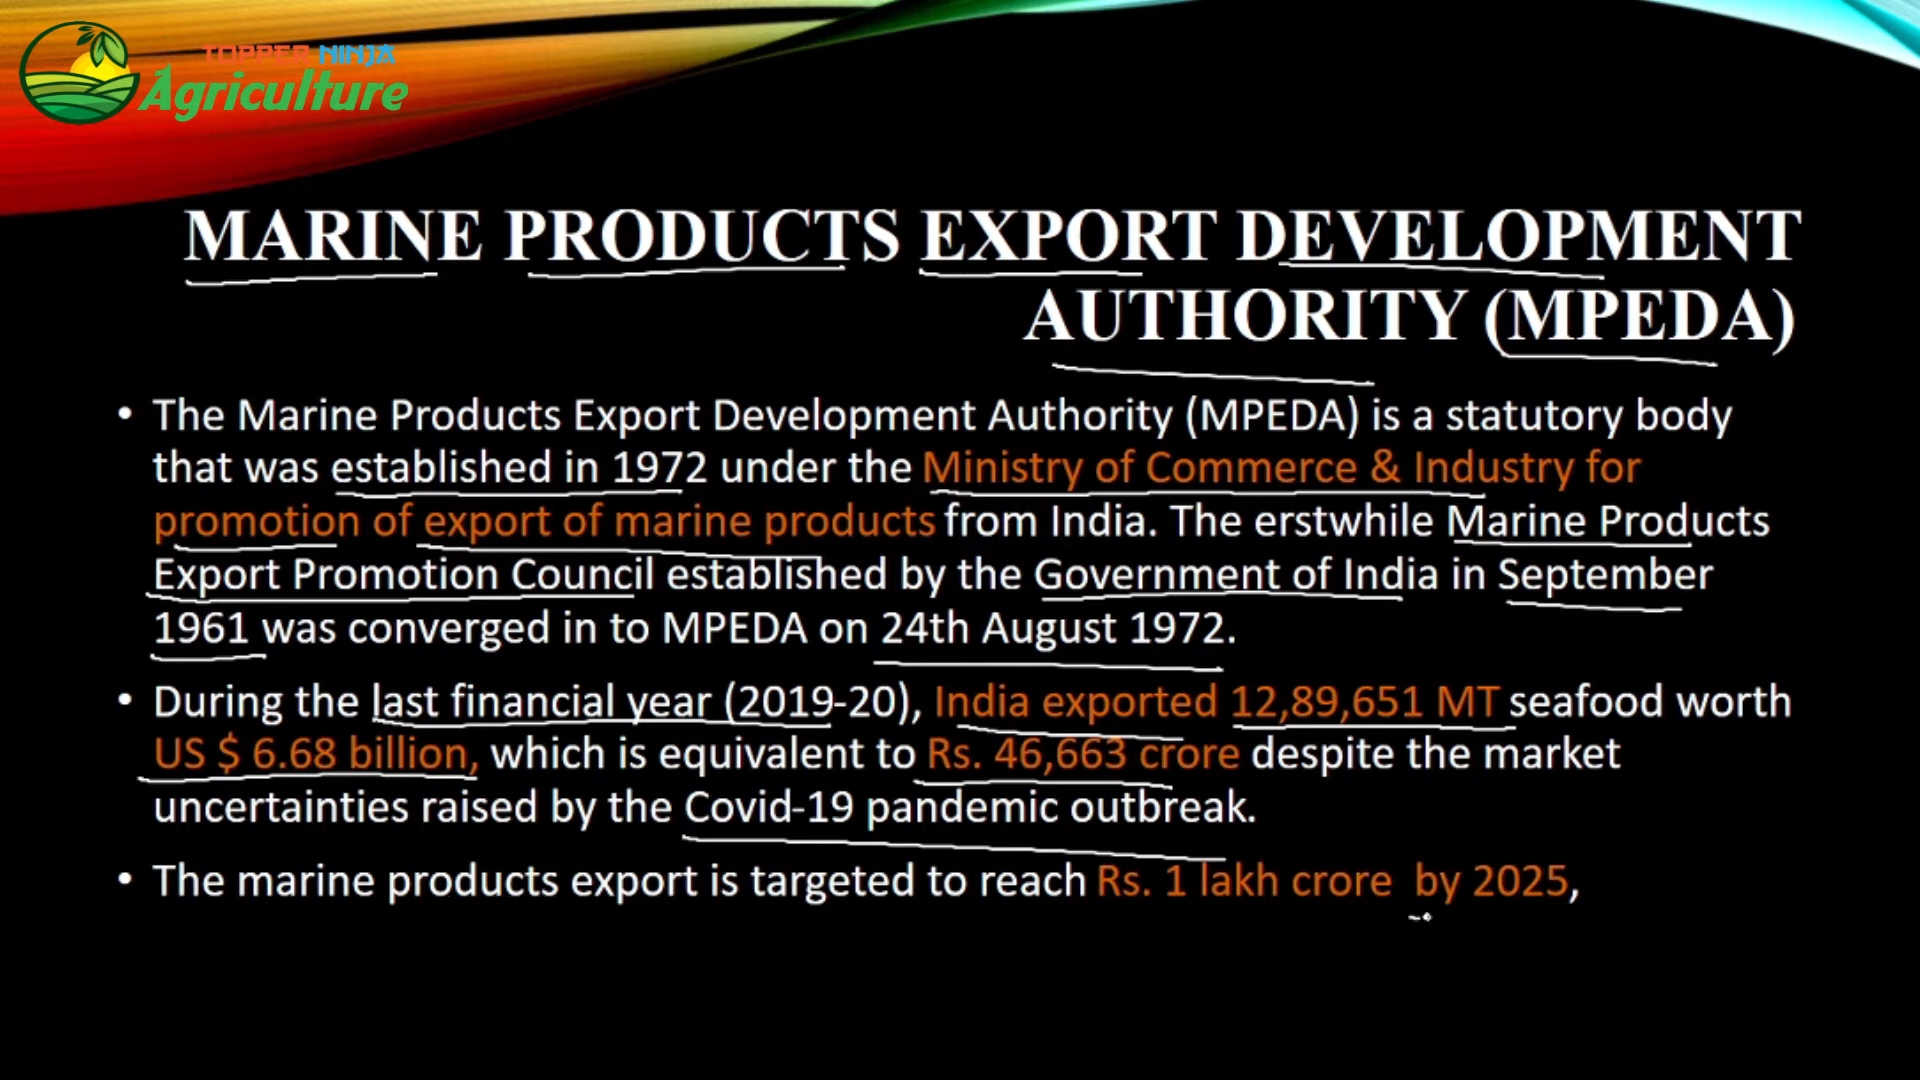 TOPPER NINJA
Agriculture
MARINE PRODUCTS EXPORT DEVELOPMENT
AUTHORITY (MPEDA)
• The Marine Products Export Development Authority (MPEDA) is a statutory body
that was established in 1972 under the Ministry of Commerce & Industry for
promotion of export of marine products from India. The erstwhile Marine Products
Export Promotion Council established by the Government of India in September
1961 was converged in to MPEDA on 24th August 1972.
• During the last financial year (2019-20), India exported 12,89,651 MT seafood worth
US $ 6.68 billion, which is equivalent to Rs. 46,663 crore despite the market
uncertainties raised by the Covid-19 pandemic outbreak.
• The marine products export is targeted to reach Rs. 1 lakh crore by 2025,